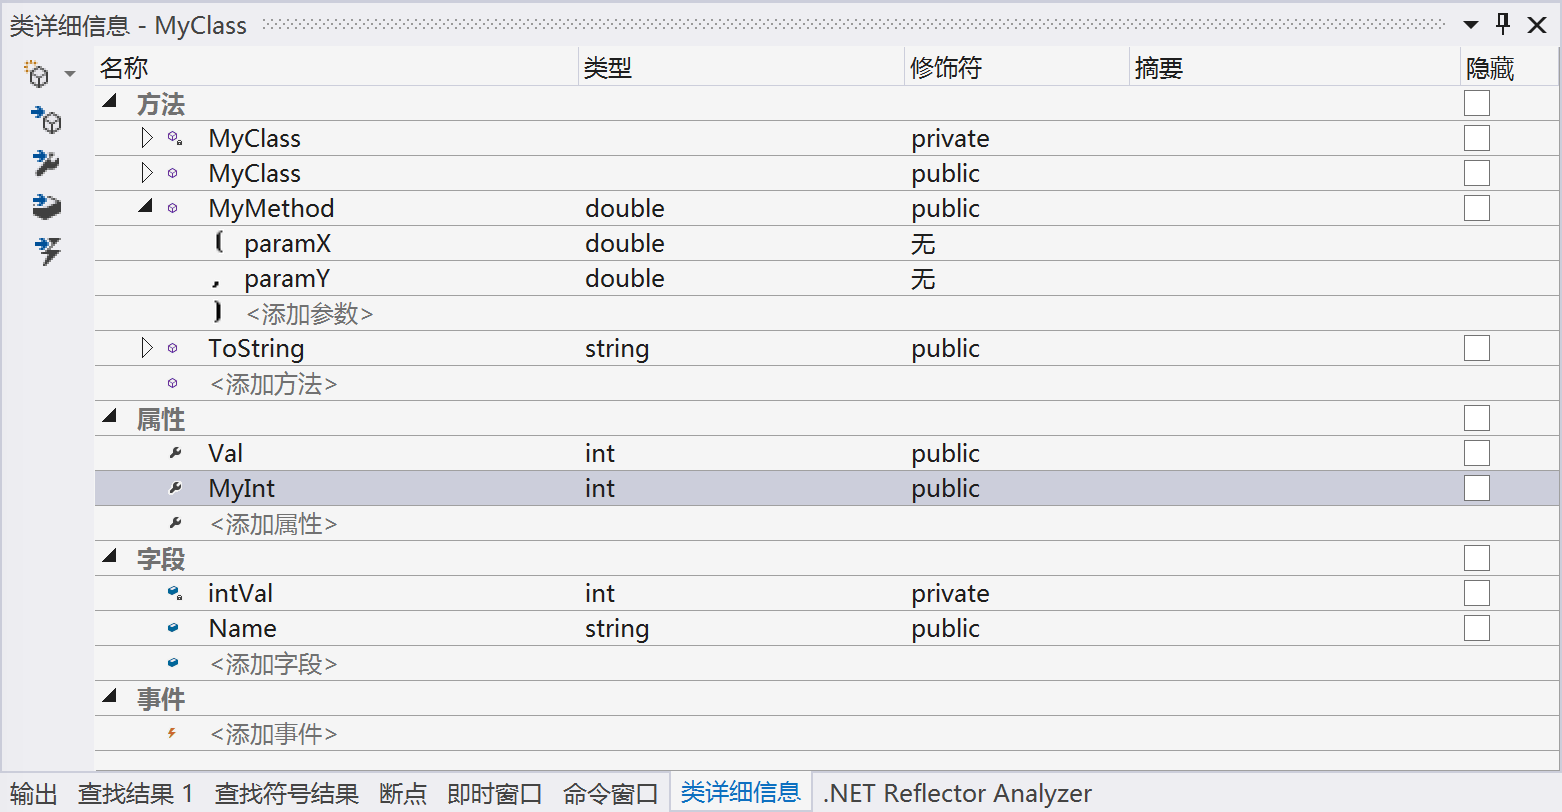 类详细信息 - MyClass
名称 类型 修饰符 摘要 隐藏
方法
MyClass private
MyClass public
MyMethod double public
( paramX double 无
, paramY double 无
) <添加参数>
ToString string public
<添加方法>
属性
Val int public
MyInt int public
<添加属性>
字段
intVal int private
Name string public
<添加字段>
事件
<添加事件>
输出 查找结果 1 查找符号结果 断点 即时窗口 命令窗口 类详细信息 .NET Reflector Analyzer